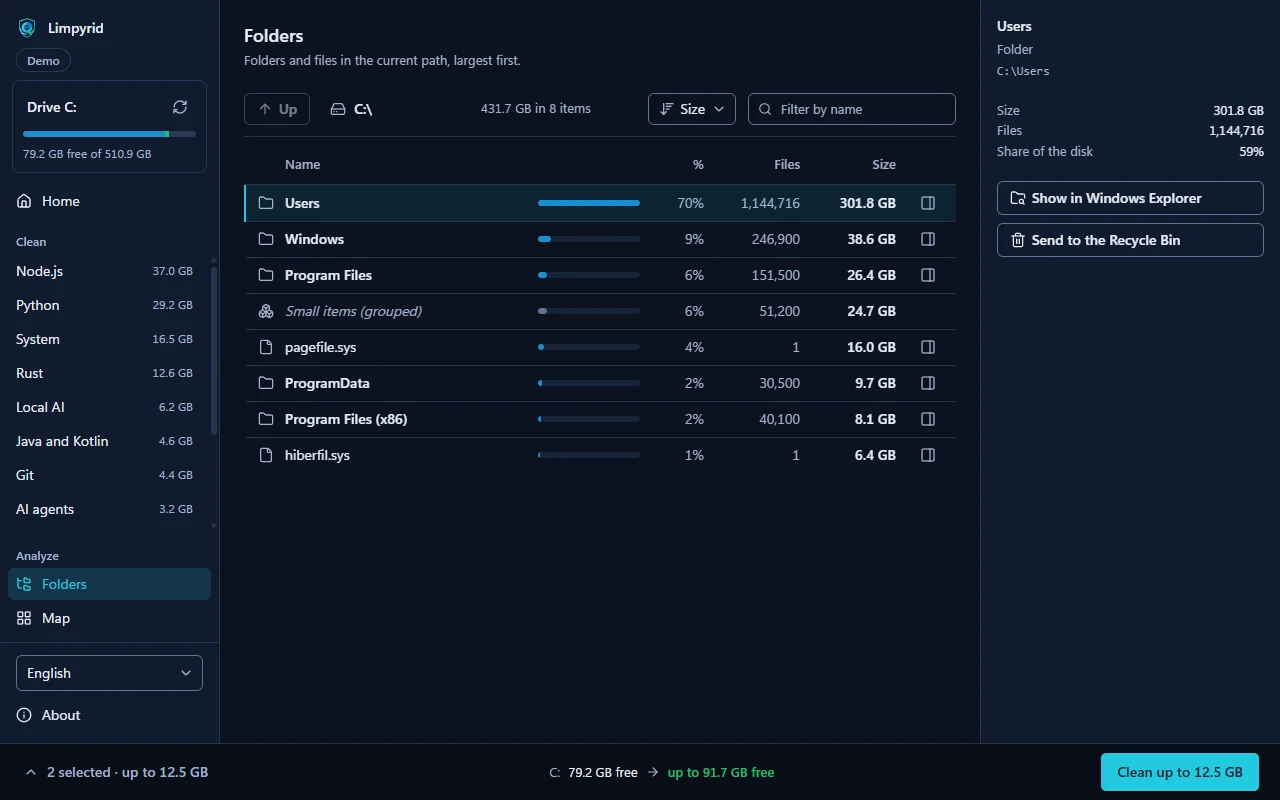 Limpyrid
Demo
Drive C:
79.2 GB free of 510.9 GB
Home
Clean
Node.js 37.0 GB
Python 29.2 GB
System 16.5 GB
Rust 12.6 GB
Local AI 6.2 GB
Java and Kotlin 4.6 GB
Git 4.4 GB
AI agents 3.2 GB
Analyze
Folders
Map
English
About
Folders
Folders and files in the current path, largest first.
Up C:\ 431.7 GB in 8 items Size Filter by name
Name % Files Size
Users 70% 1,144,716 301.8 GB
Windows 9% 246,900 38.6 GB
Program Files 6% 151,500 26.4 GB
Small items (grouped) 6% 51,200 24.7 GB
pagefile.sys 4% 1 16.0 GB
ProgramData 2% 30,500 9.7 GB
Program Files (x86) 2% 40,100 8.1 GB
hiberfil.sys 1% 1 6.4 GB
Users
Folder
C:\Users
Size 301.8 GB
Files 1,144,716
Share of the disk 59%
Show in Windows Explorer
Send to the Recycle Bin
2 selected · up to 12.5 GB
C: 79.2 GB free → up to 91.7 GB free
Clean up to 12.5 GB